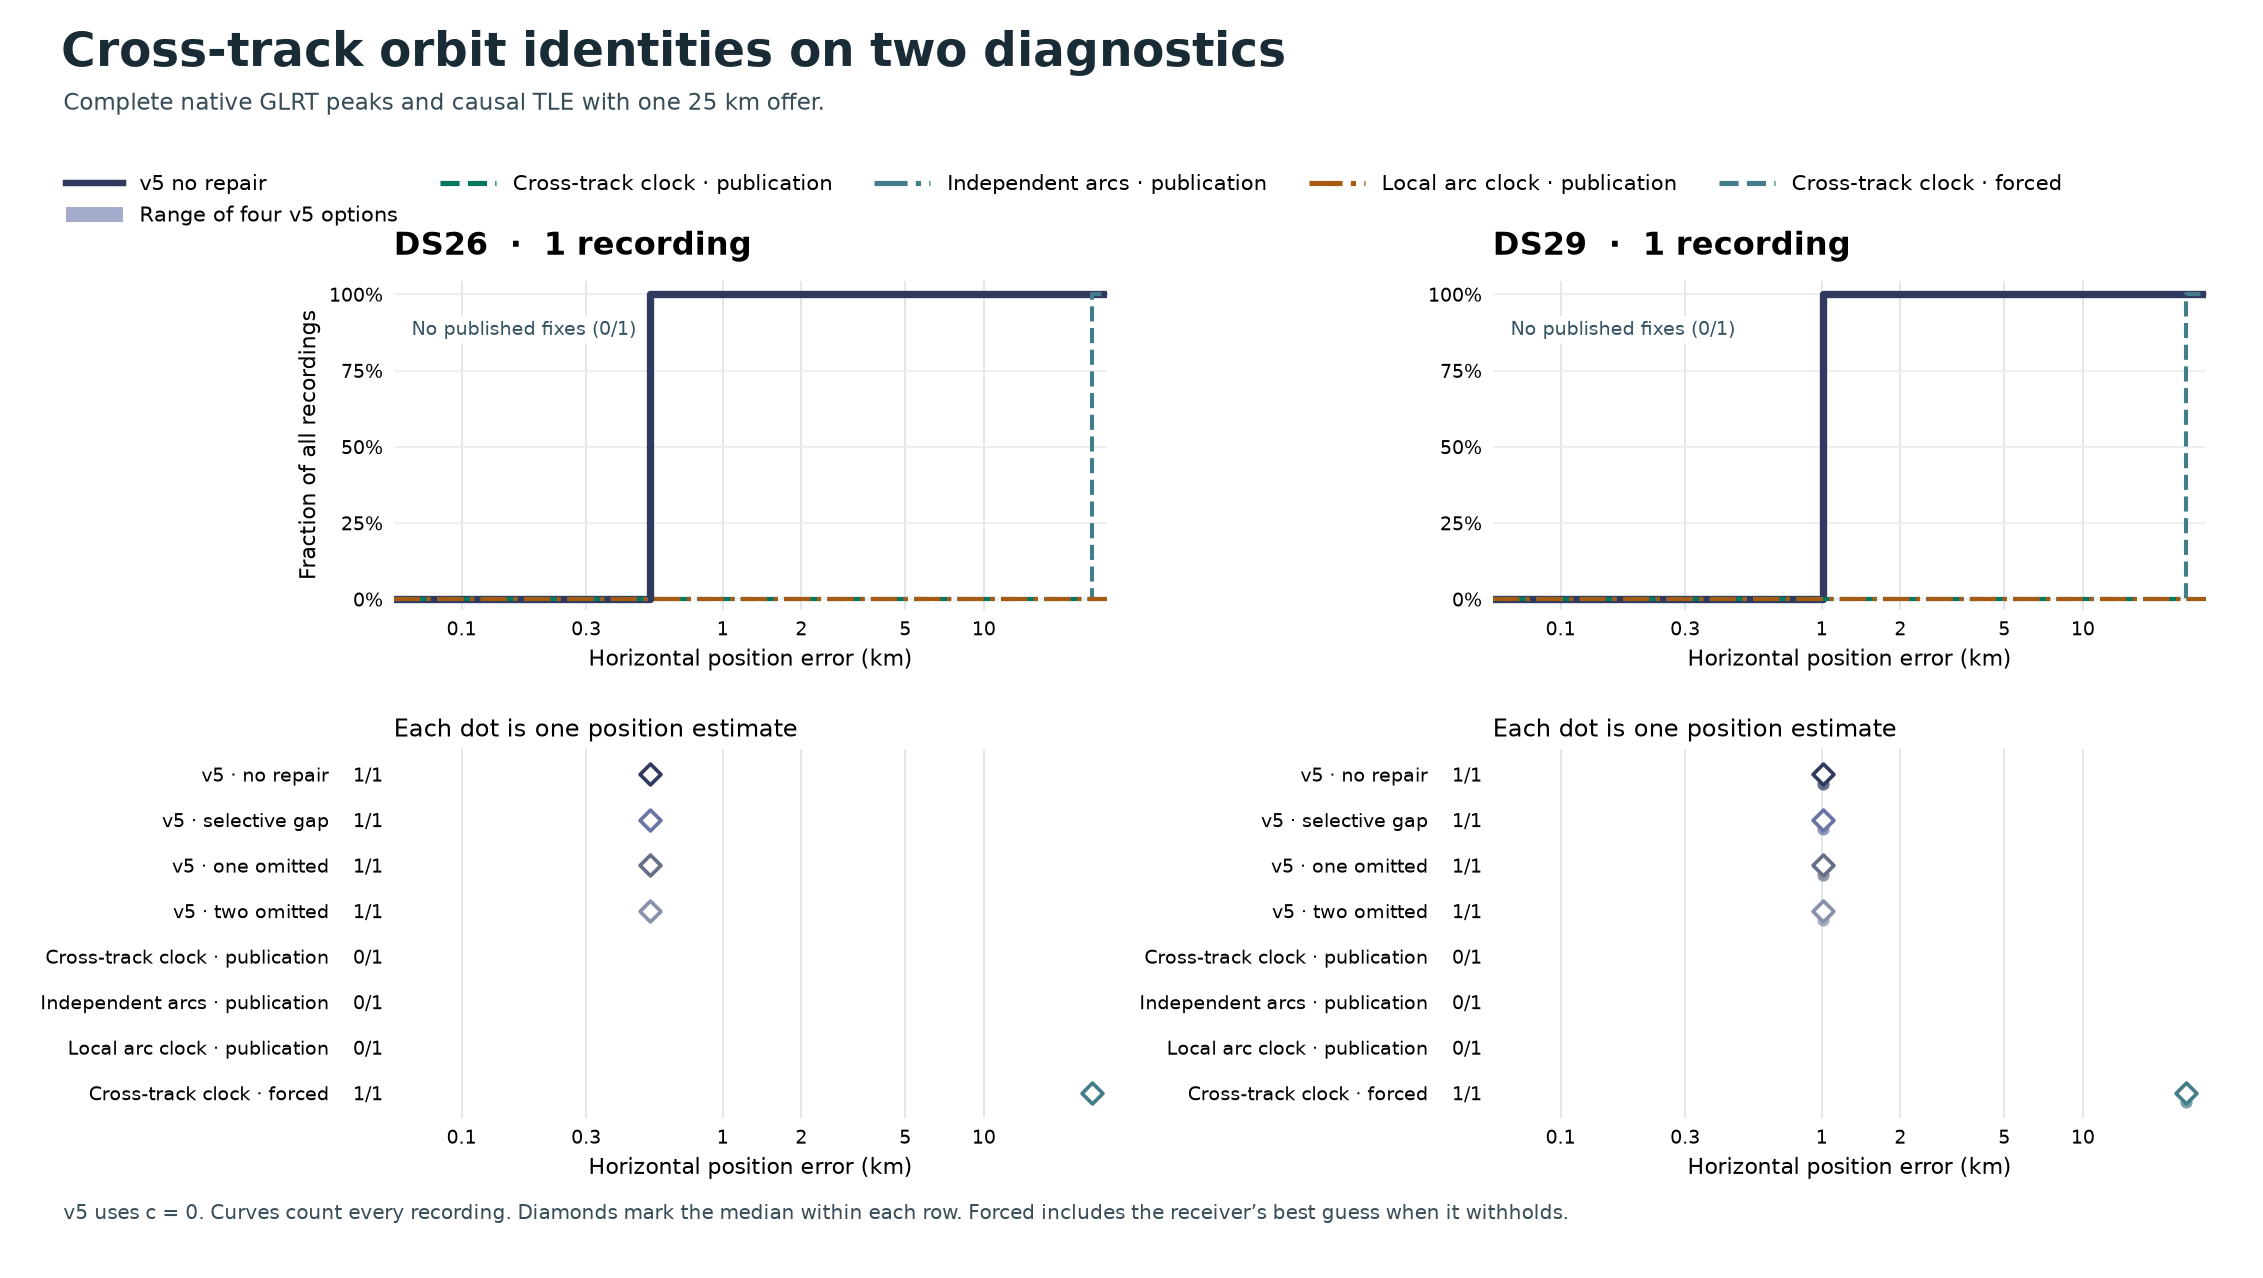 Cross-track orbit identities on two diagnostics
Complete native GLRT peaks and causal TLE with one 25 km offer.
v5 no repair
Cross-track clock · publication
Independent arcs · publication
Local arc clock · publication
Cross-track clock · forced
Range of four v5 options
DS26 · 1 recording
Fraction of all recordings
100%
75%
50%
25%
0%
No published fixes (0/1)
0.1 0.3 1 2 5 10
Horizontal position error (km)
DS29 · 1 recording
100%
75%
50%
25%
0%
No published fixes (0/1)
0.1 0.3 1 2 5 10
Horizontal position error (km)
Each dot is one position estimate
v5 · no repair 1/1
v5 · selective gap 1/1
v5 · one omitted 1/1
v5 · two omitted 1/1
Cross-track clock · publication 0/1
Independent arcs · publication 0/1
Local arc clock · publication 0/1
Cross-track clock · forced 1/1
0.1 0.3 1 2 5 10
Horizontal position error (km)
Each dot is one position estimate
v5 · no repair 1/1
v5 · selective gap 1/1
v5 · one omitted 1/1
v5 · two omitted 1/1
Cross-track clock · publication 0/1
Independent arcs · publication 0/1
Local arc clock · publication 0/1
Cross-track clock · forced 1/1
0.1 0.3 1 2 5 10
Horizontal position error (km)
v5 uses c = 0. Curves count every recording. Diamonds mark the median within each row. Forced includes the receiver’s best guess when it withholds.